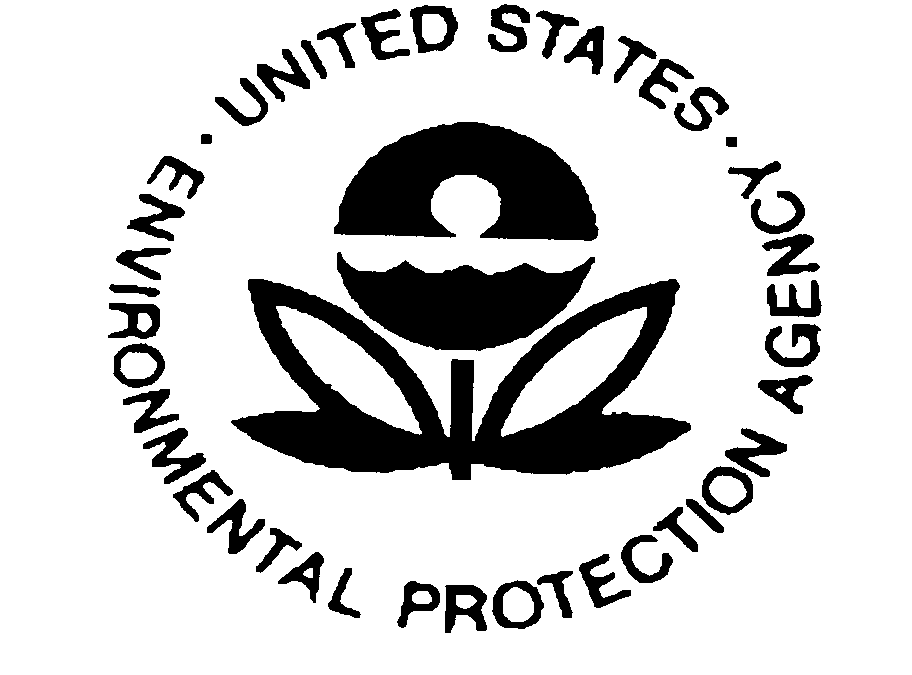 UNITED STATES
· ENVIRONMENTAL PROTECTION AGENCY ·